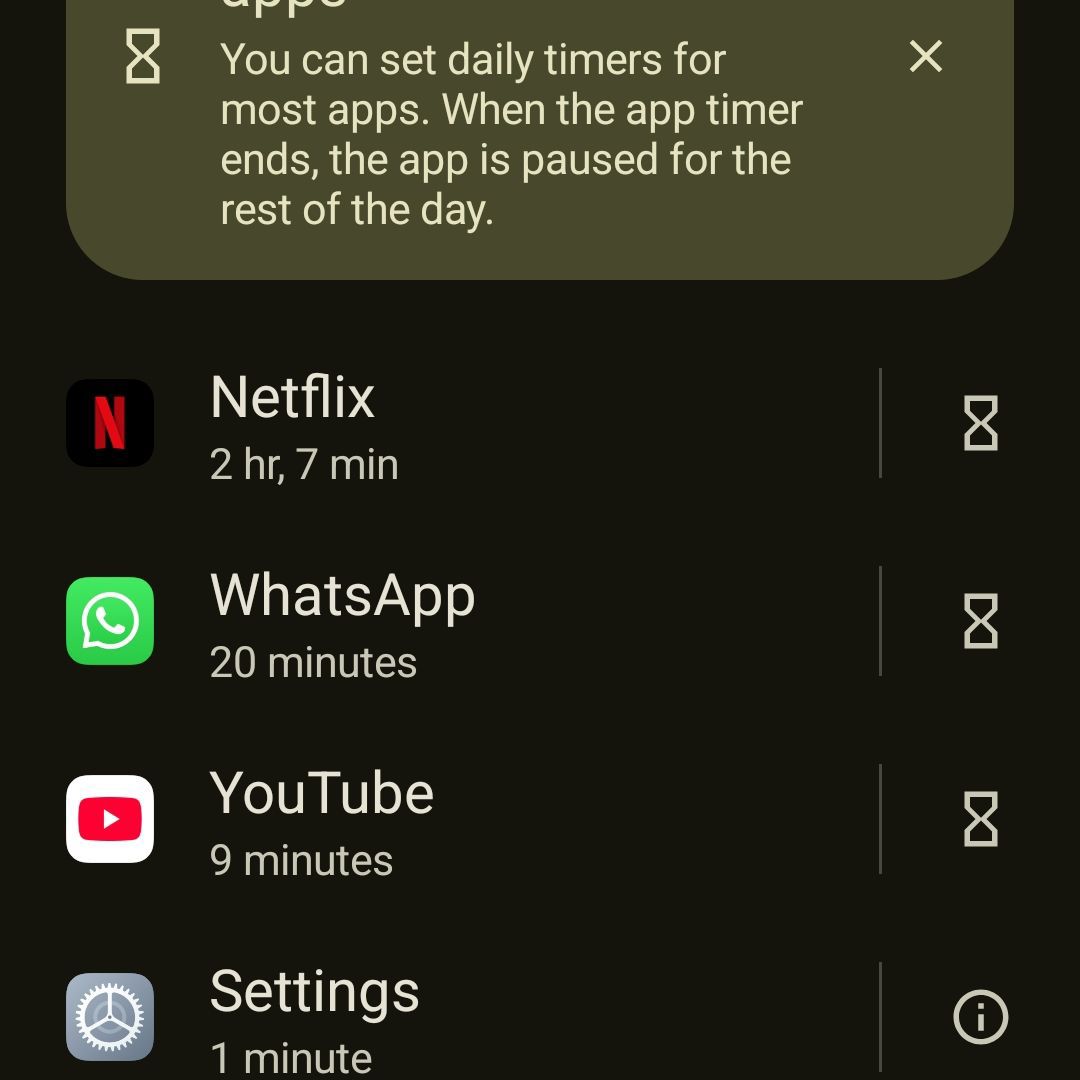 apps
You can set daily timers for
most apps. When the app timer
ends, the app is paused for the
rest of the day.
Netflix
2 hr, 7 min
WhatsApp
20 minutes
YouTube
9 minutes
Settings
1 minute